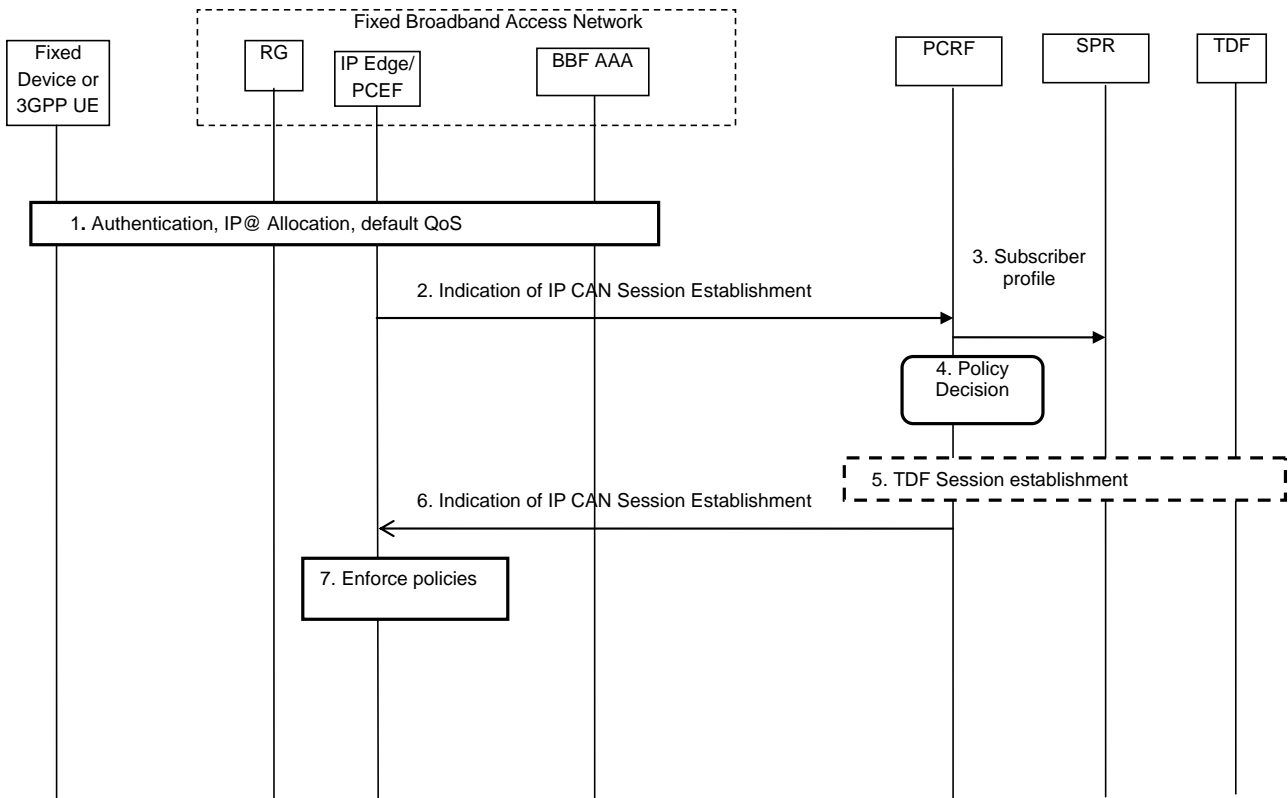 Fixed Broadband Access Network
Fixed
Device or
3GPP UE
RG
IP Edge/
PCEF
BBF AAA
PCRF
SPR
TDF
1. Authentication, IP@ Allocation, default QoS
2. Indication of IP CAN Session Establishment
3. Subscriber
profile
4. Policy
Decision
5. TDF Session establishment
6. Indication of IP CAN Session Establishment
7. Enforce policies